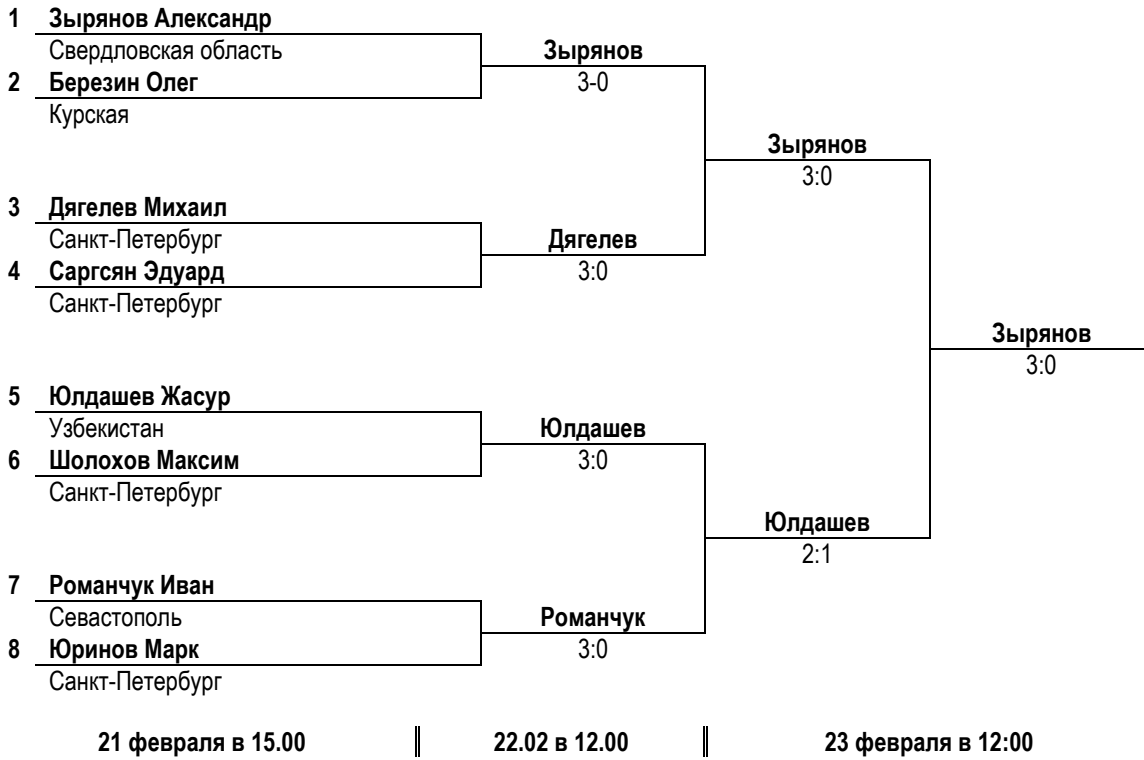 1 Зырянов Александр
Свердловская область
Зырянов
2 Березин Олег
3-0
Курская
Зырянов
3:0
3 Дягелев Михаил
Санкт-Петербург
Дягелев
4 Саргсян Эдуард
3:0
Санкт-Петербург
Зырянов
3:0
5 Юлдашев Жасур
Узбекистан
Юлдашев
6 Шолохов Максим
3:0
Санкт-Петербург
Юлдашев
2:1
7 Романчук Иван
Севастополь
Романчук
8 Юринов Марк
3:0
Санкт-Петербург
21 февраля в 15.00
22.02 в 12.00
23 февраля в 12:00